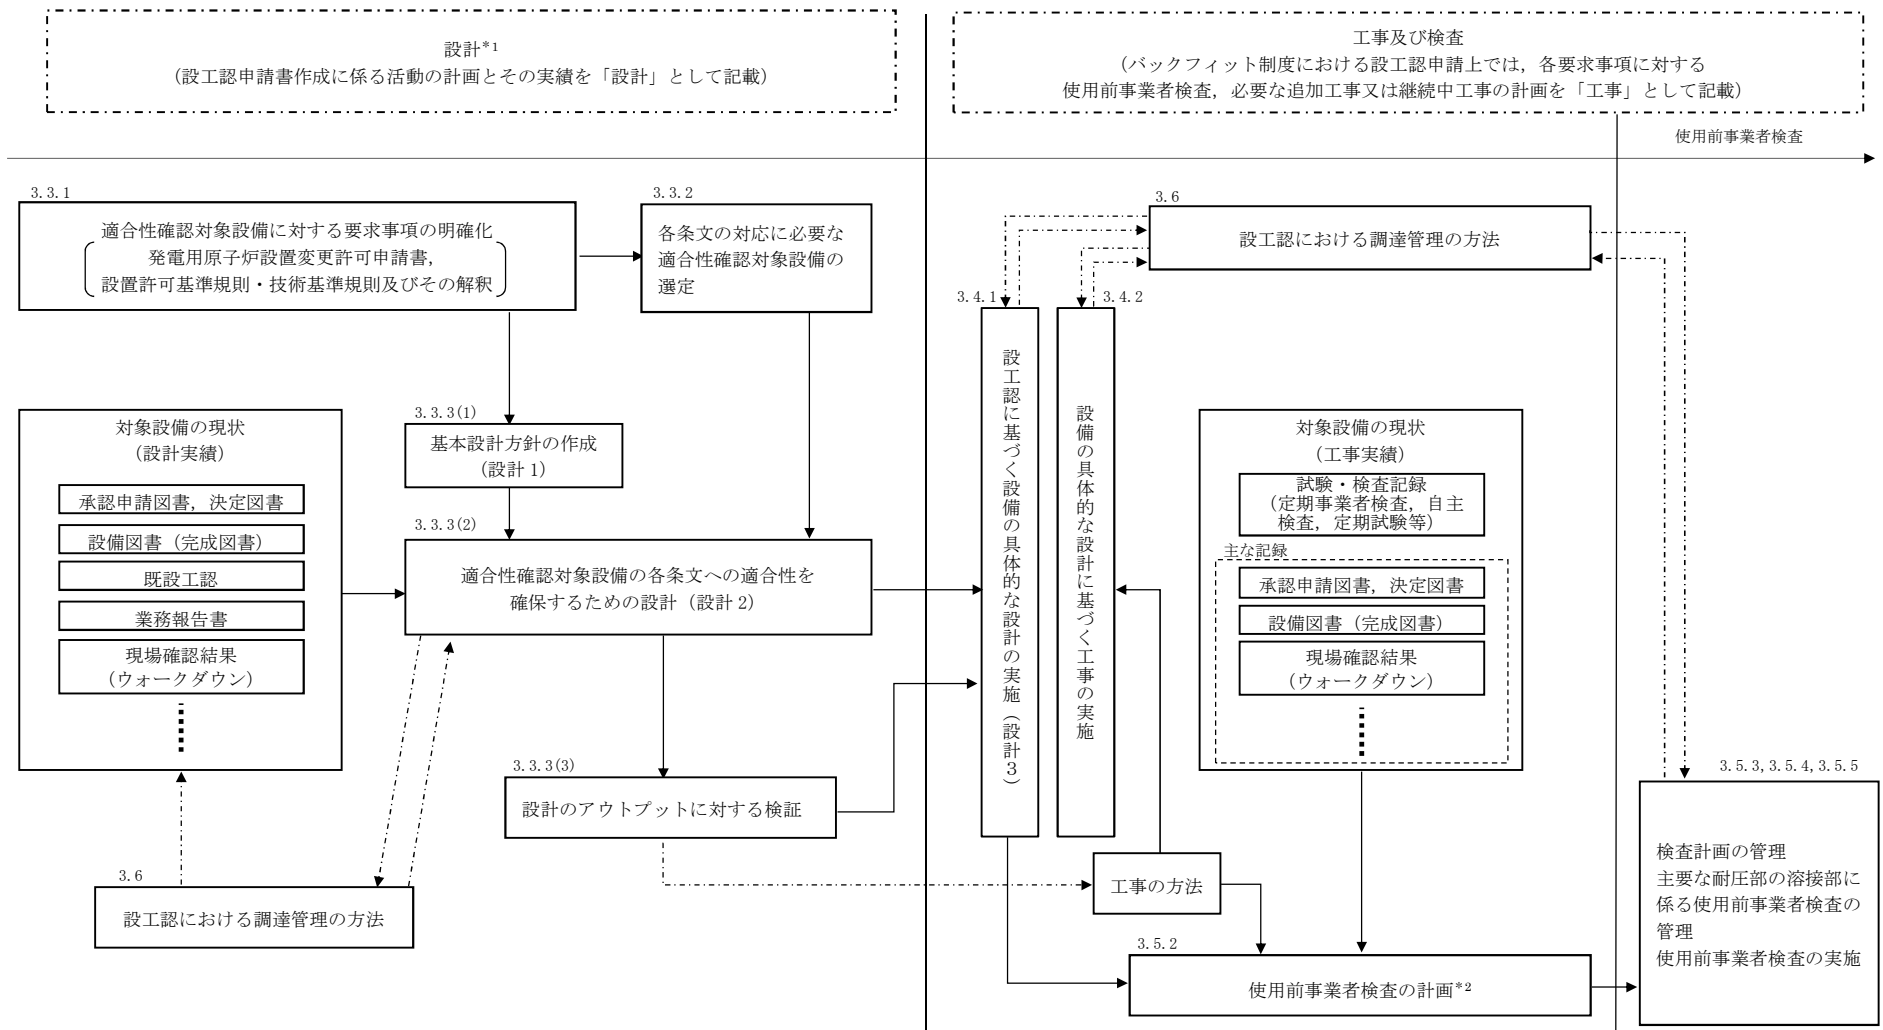 設計*1
(設工認申請書作成に係る活動の計画とその実績を「設計」として記載)
工事及び検査
(バックフィット制度における設工認申請上では，各要求事項に対する
使用前事業者検査，必要な追加工事又は継続中工事の計画を「工事」として記載)
使用前事業者検査
3.3.1
適合性確認対象設備に対する要求事項の明確化
発電用原子炉設置変更許可申請書，
設置許可基準規則・技術基準規則及びその解釈
3.3.2
各条文の対応に必要な
適合性確認対象設備の
選定
対象設備の現状
(設計実績)
承認申請図書，決定図書
設備図書（完成図書）
既設工認
業務報告書
現場確認結果
(ウォークダウン)
3.3.3(1)
基本設計方針の作成
(設計1)
3.3.3(2)
適合性確認対象設備の各条文への適合性を
確保するための設計（設計2）
3.3.3(3)
設計のアウトプットに対する検証
3.6
設工認における調達管理の方法
3.6
設工認における調達管理の方法
3.4.1
設工認に基づく設備の具体的な設計の実施（設計3）
3.4.2
設備の具体的な設計に基づく工事の実施
対象設備の現状
(工事実績)
試験・検査記録
(定期事業者検査，自主
検査，定期試験等)
主な記録
承認申請図書，決定図書
設備図書（完成図書）
現場確認結果
(ウォークダウン)
工事の方法
3.5.2
使用前事業者検査の計画*2
3.5.3,3.5.4,3.5.5
検査計画の管理
主要な耐圧部の溶接部に
係る使用前事業者検査の
管理
使用前事業者検査の実施